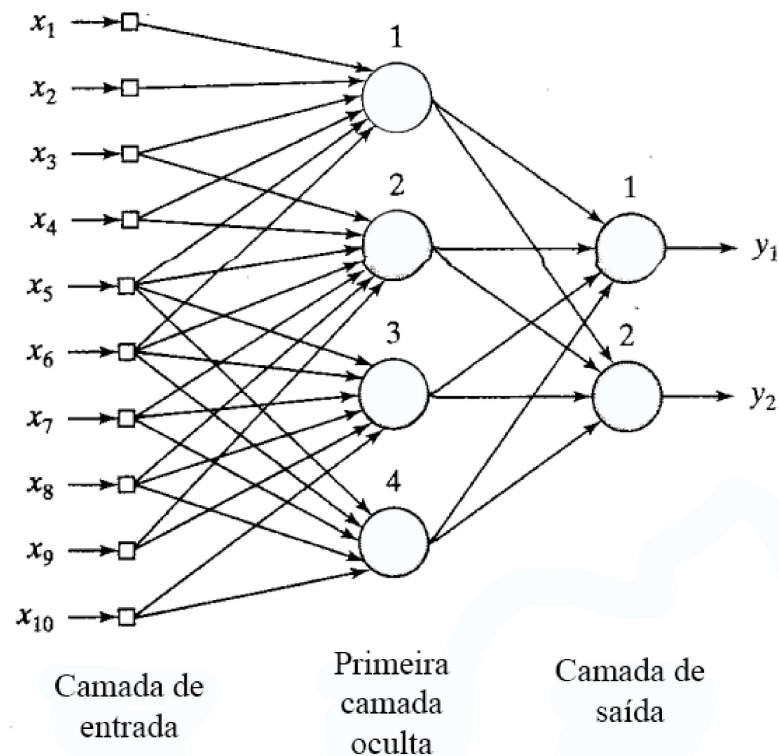 x1
x2
x3
x4
x5
x6
x7
x8
x9
x10
1
2
3
4
1
2
y1
y2
Camada de
entrada
Primeira
camada
oculta
Camada de
saída